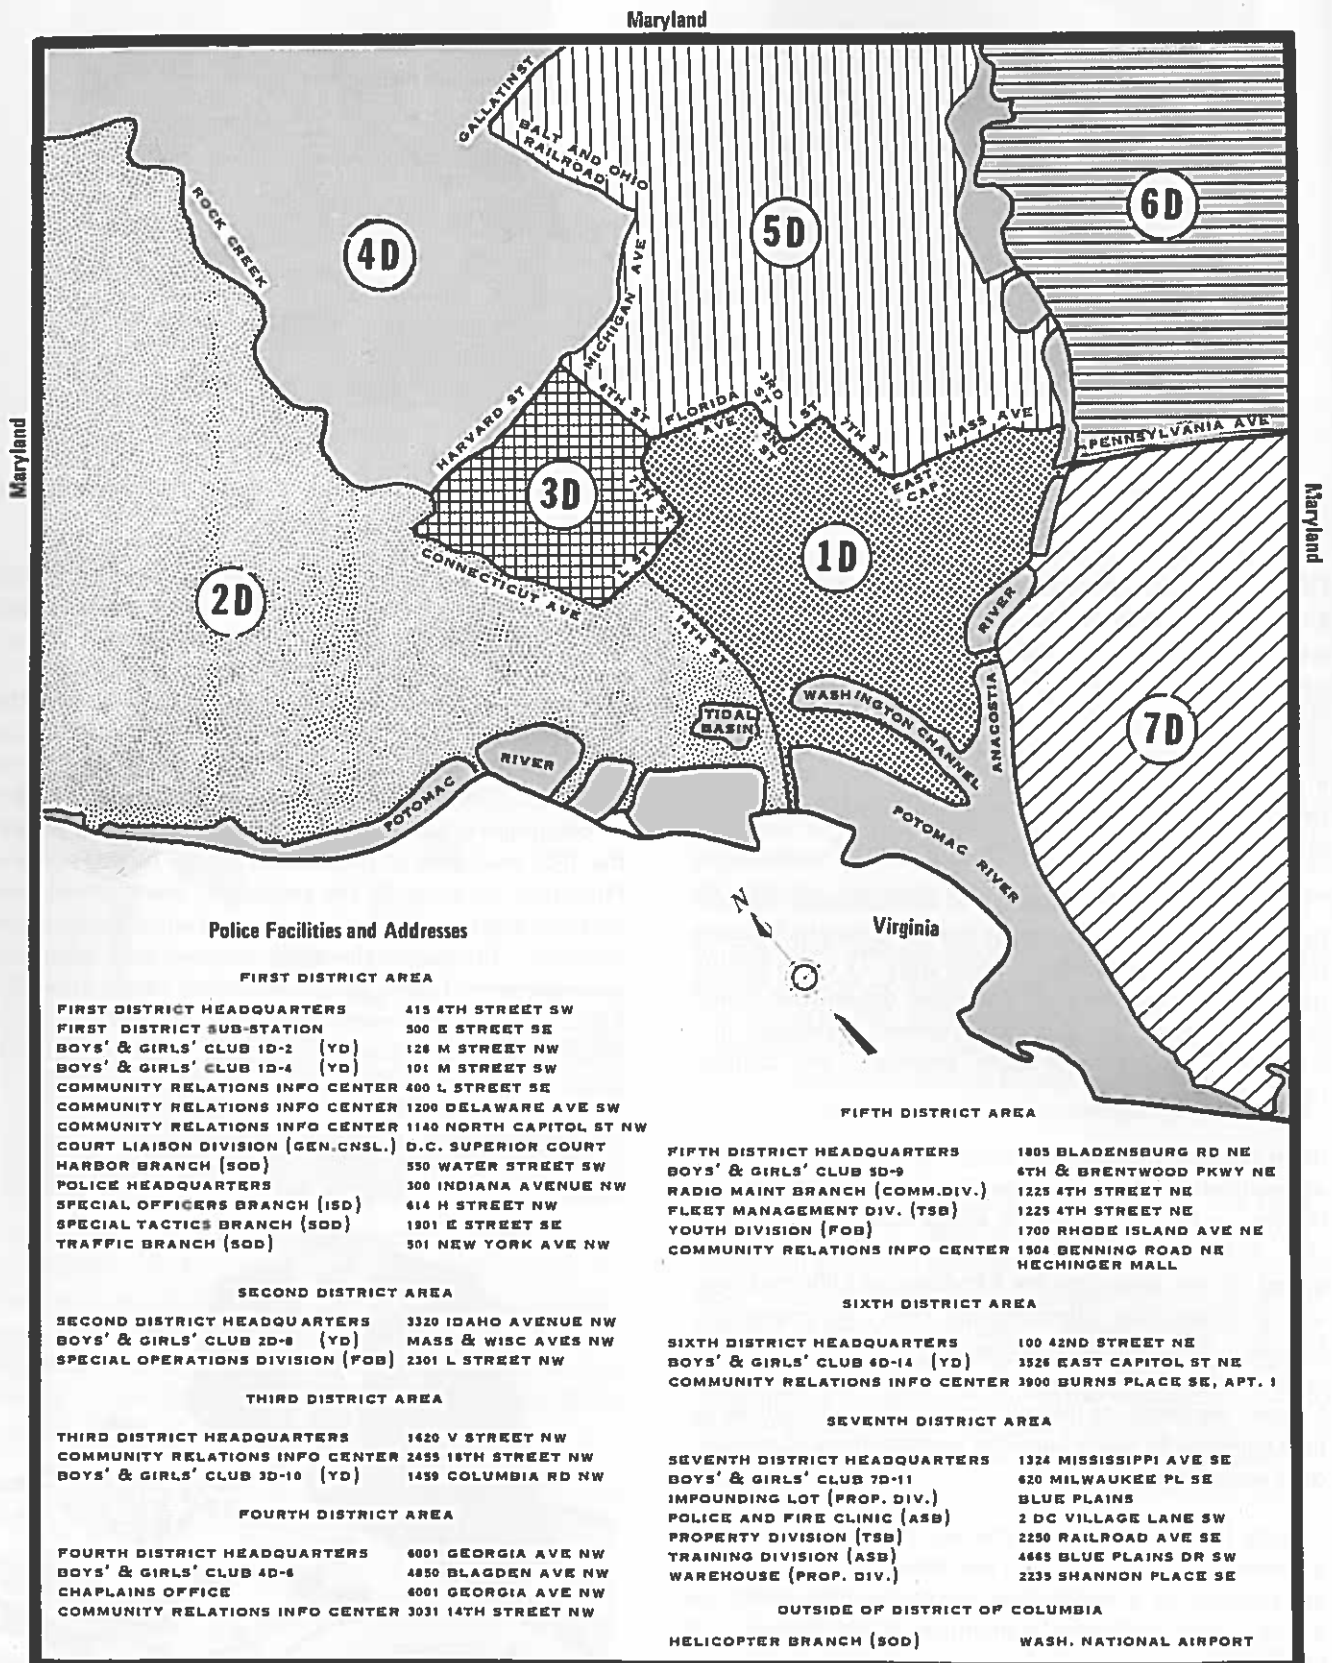 Maryland
GALLATIN ST
BALT AND OHIO
RAILROAD
ROCK CREEK
4D
5D
6D
MICHIGAN AVE
HARVARD ST
4TH ST
FLORIDA
AVE
3RD
ST
2ND
ST
I ST
7TH ST
MASS AVE
EAST
CAP
PENNSYLVANIA AVE
Maryland
Maryland
3D
7TH ST
L ST
CONNECTICUT AVE
1D
2D
RIVER
ANACOSTIA
WASHINGTON CHANNEL
TIDAL
BASIN
7D
POTOMAC
RIVER
POTOMAC RIVER
N
Virginia
Police Facilities and Addresses
FIRST DISTRICT AREA
FIRST DISTRICT HEADQUARTERS 415 4TH STREET SW
FIRST DISTRICT SUB-STATION 500 E STREET SE
BOYS' & GIRLS' CLUB 1D-2 (YD) 128 M STREET NW
BOYS' & GIRLS' CLUB 1D-4 (YD) 101 M STREET SW
COMMUNITY RELATIONS INFO CENTER 400 L STREET SE
COMMUNITY RELATIONS INFO CENTER 1200 DELAWARE AVE SW
COMMUNITY RELATIONS INFO CENTER 1140 NORTH CAPITOL ST NW
COURT LIAISON DIVISION (GEN.CNSL.) D.C. SUPERIOR COURT
HARBOR BRANCH (SOD) 550 WATER STREET SW
POLICE HEADQUARTERS 300 INDIANA AVENUE NW
SPECIAL OFFICERS BRANCH (ISD) 614 H STREET NW
SPECIAL TACTICS BRANCH (SOD) 1901 E STREET SE
TRAFFIC BRANCH (SOD) 501 NEW YORK AVE NW
SECOND DISTRICT AREA
SECOND DISTRICT HEADQUARTERS 3320 IDAHO AVENUE NW
BOYS' & GIRLS' CLUB 2D-8 (YD) MASS & WISC AVES NW
SPECIAL OPERATIONS DIVISION (FOB) 2301 L STREET NW
THIRD DISTRICT AREA
THIRD DISTRICT HEADQUARTERS 1620 V STREET NW
COMMUNITY RELATIONS INFO CENTER 2455 18TH STREET NW
BOYS' & GIRLS' CLUB 3D-10 (YD) 1459 COLUMBIA RD NW
FOURTH DISTRICT AREA
FOURTH DISTRICT HEADQUARTERS 6001 GEORGIA AVE NW
BOYS' & GIRLS' CLUB 4D-6 4850 BLAGDEN AVE NW
CHAPLAINS OFFICE 6001 GEORGIA AVE NW
COMMUNITY RELATIONS INFO CENTER 3031 14TH STREET NW
FIFTH DISTRICT AREA
FIFTH DISTRICT HEADQUARTERS 1805 BLADENSBURG RD NE
BOYS' & GIRLS' CLUB 5D-9 6TH & BRENTWOOD PKWY NE
RADIO MAINT BRANCH (COMM.DIV.) 1225 4TH STREET NE
FLEET MANAGEMENT DIV. (TSB) 1225 4TH STREET NE
YOUTH DIVISION (FOB) 1700 RHODE ISLAND AVE NE
COMMUNITY RELATIONS INFO CENTER 1504 BENNING ROAD NE
HECHINGER MALL
SIXTH DISTRICT AREA
SIXTH DISTRICT HEADQUARTERS 100 42ND STREET NE
BOYS' & GIRLS' CLUB 6D-14 (YD) 3526 EAST CAPITOL ST NE
COMMUNITY RELATIONS INFO CENTER 3900 BURNS PLACE SE, APT. 1
SEVENTH DISTRICT AREA
SEVENTH DISTRICT HEADQUARTERS 1324 MISSISSIPPI AVE SE
BOYS' & GIRLS' CLUB 7D-11 620 MILWAUKEE PL SE
IMPOUNDING LOT (PROP. DIV.) BLUE PLAINS
POLICE AND FIRE CLINIC (ASB) 2 DC VILLAGE LANE SW
PROPERTY DIVISION (TSB) 2250 RAILROAD AVE SE
TRAINING DIVISION (ASB) 4665 BLUE PLAINS DR SW
WAREHOUSE (PROP. DIV.) 2235 SHANNON PLACE SE
OUTSIDE OF DISTRICT OF COLUMBIA
HELICOPTER BRANCH (SOD) WASH. NATIONAL AIRPORT